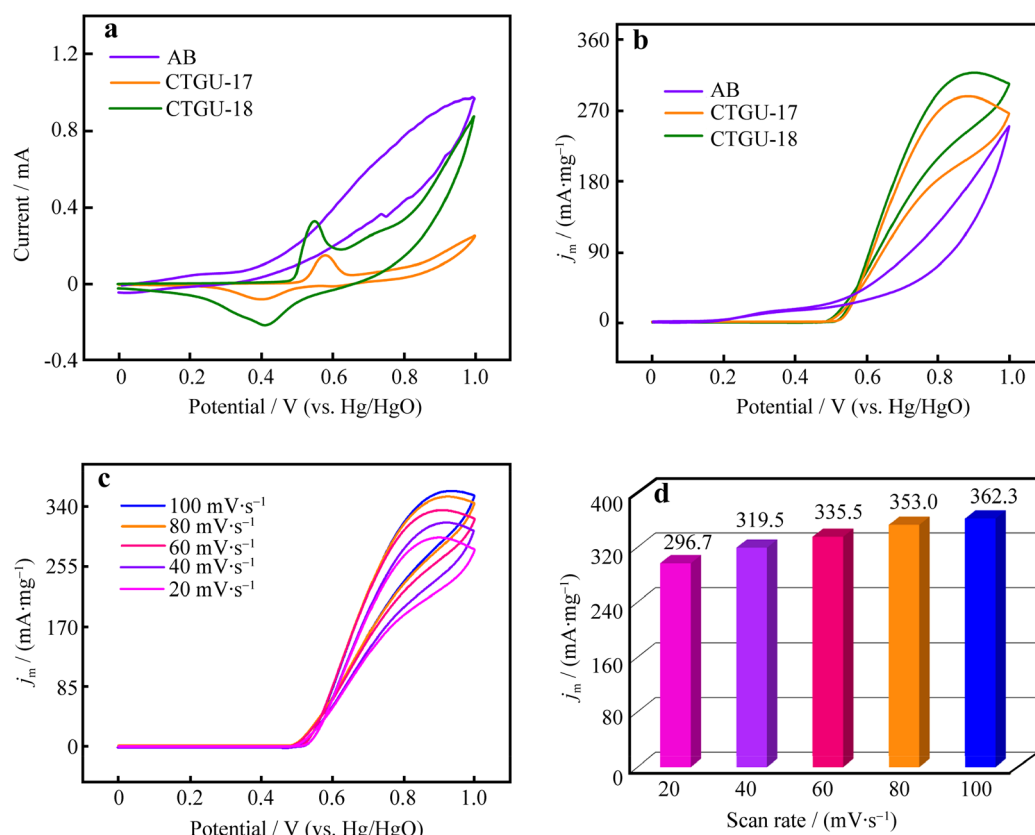 a
AB
CTGU-17
CTGU-18
1.2
0.8
0.4
0
-0.4
Current / mA
0 0.2 0.4 0.6 0.8 1.0
Potential / V (vs. Hg/HgO)
b
AB
CTGU-17
CTGU-18
360
270
180
90
0
jₘ / (mA·mg⁻¹)
0 0.2 0.4 0.6 0.8 1.0
Potential / V (vs. Hg/HgO)
c
100 mV·s⁻¹
80 mV·s⁻¹
60 mV·s⁻¹
40 mV·s⁻¹
20 mV·s⁻¹
340
255
170
85
0
jₘ / (mA·mg⁻¹)
0 0.2 0.4 0.6 0.8 1.0
Potential / V (vs. Hg/HgO)
d
296.7 319.5 335.5 353.0 362.3
400
320
240
160
80
0
jₘ / (mA·mg⁻¹)
20 40 60 80 100
Scan rate / (mV·s⁻¹)